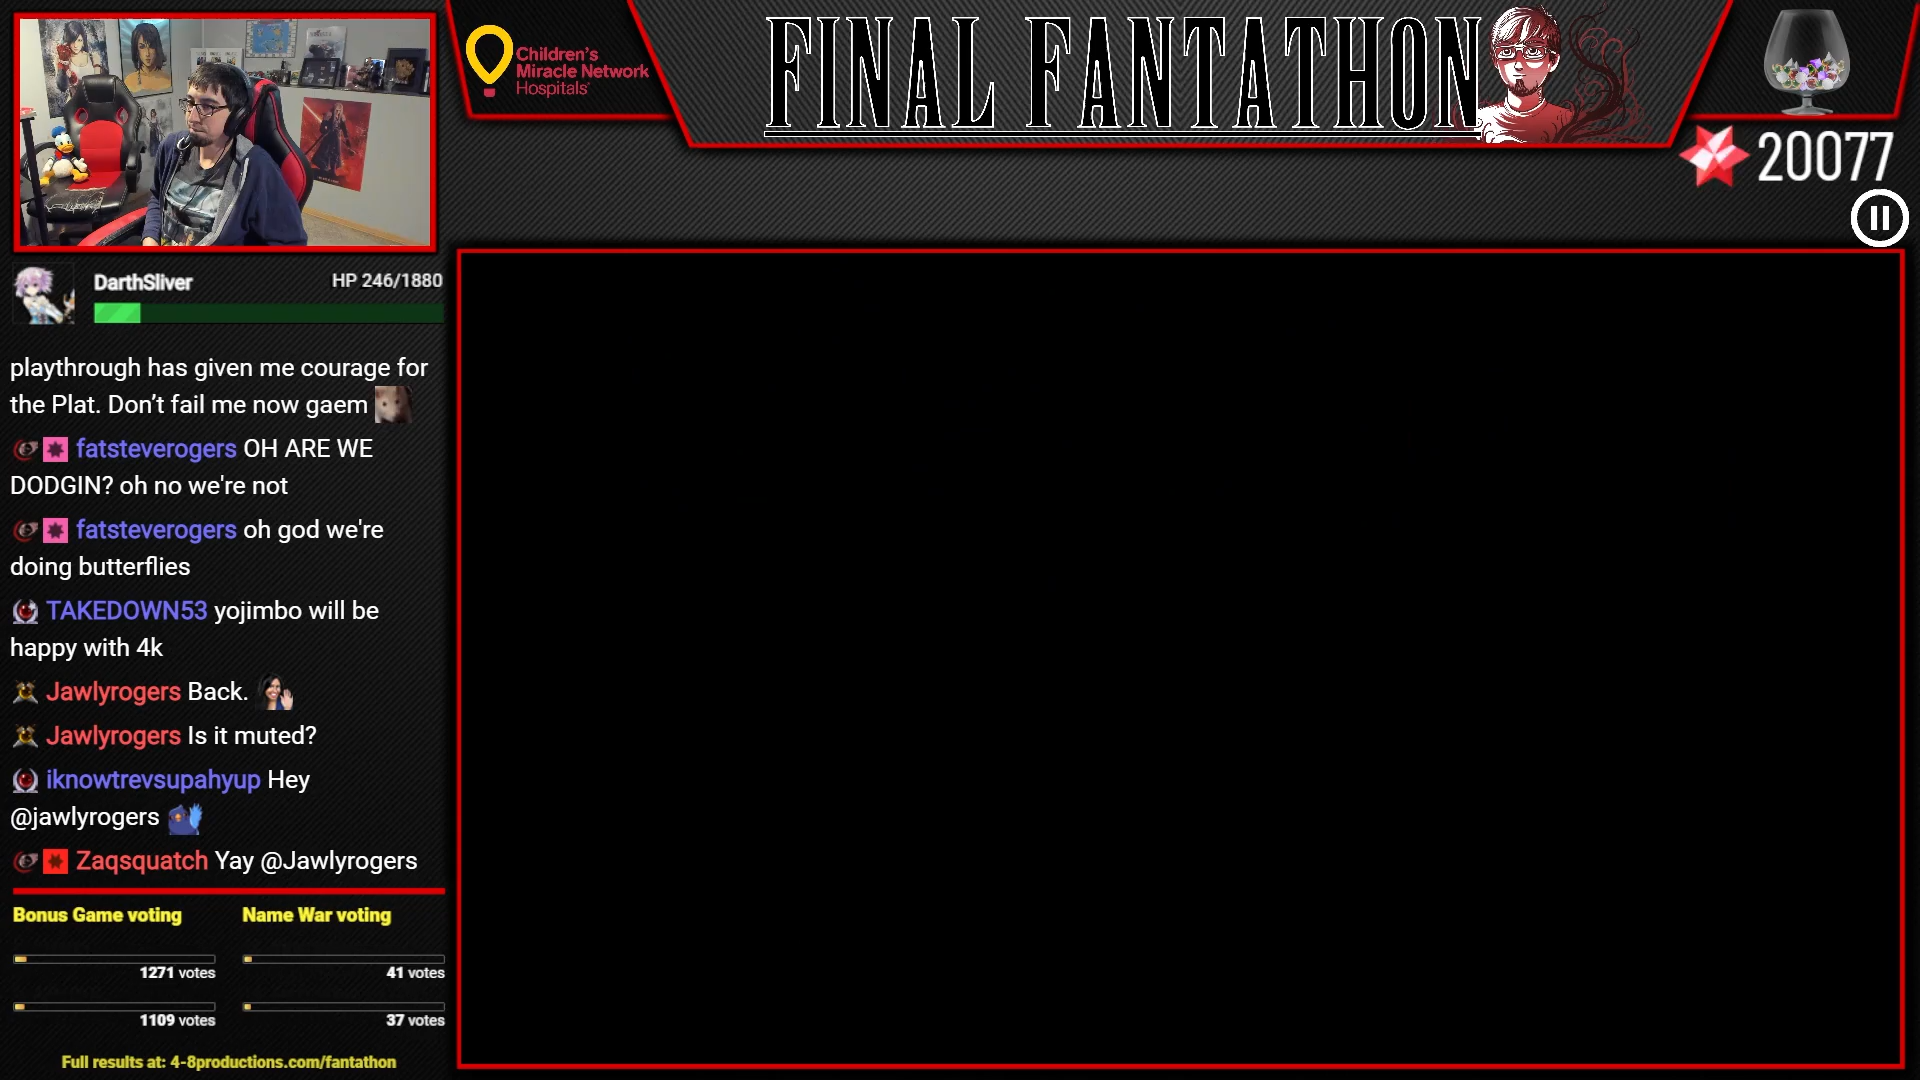 Children's
Miracle Network
Hospitals
FINAL FANTATHON
20077
DarthSliver
HP 246/1880
playthrough has given me courage for
the Plat. Don’t fail me now gaem
fatsteverogers OH ARE WE
DODGIN? oh no we're not
fatsteverogers oh god we're
doing butterflies
TAKEDOWN53 yojimbo will be
happy with 4k
Jawlyrogers Back.
Jawlyrogers Is it muted?
iknowtrevsupahyup Hey
@jawlyrogers
Zaqsquatch Yay @Jawlyrogers
Bonus Game voting
Name War voting
1271 votes
41 votes
1109 votes
37 votes
Full results at: 4-8productions.com/fantathon